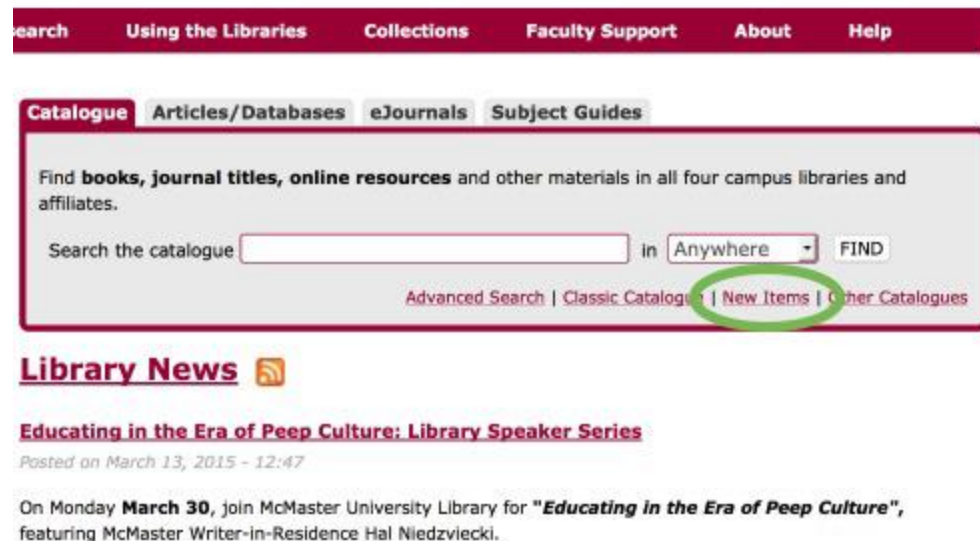 Using the Libraries Collections Faculty Support About Help
Catalogue Articles/Databases eJournals Subject Guides
Find books, journal titles, online resources and other materials in all four campus libraries and
affiliates.
Search the catalogue in Anywhere FIND
Advanced Search | Classic Catalogue | New Items | Other Catalogues
Library News
Educating in the Era of Peep Culture: Library Speaker Series
Posted on March 13, 2015 - 12:47
On Monday March 30, join McMaster University Library for "Educating in the Era of Peep Culture",
featuring McMaster Writer-in-Residence Hal Niedzviecki.